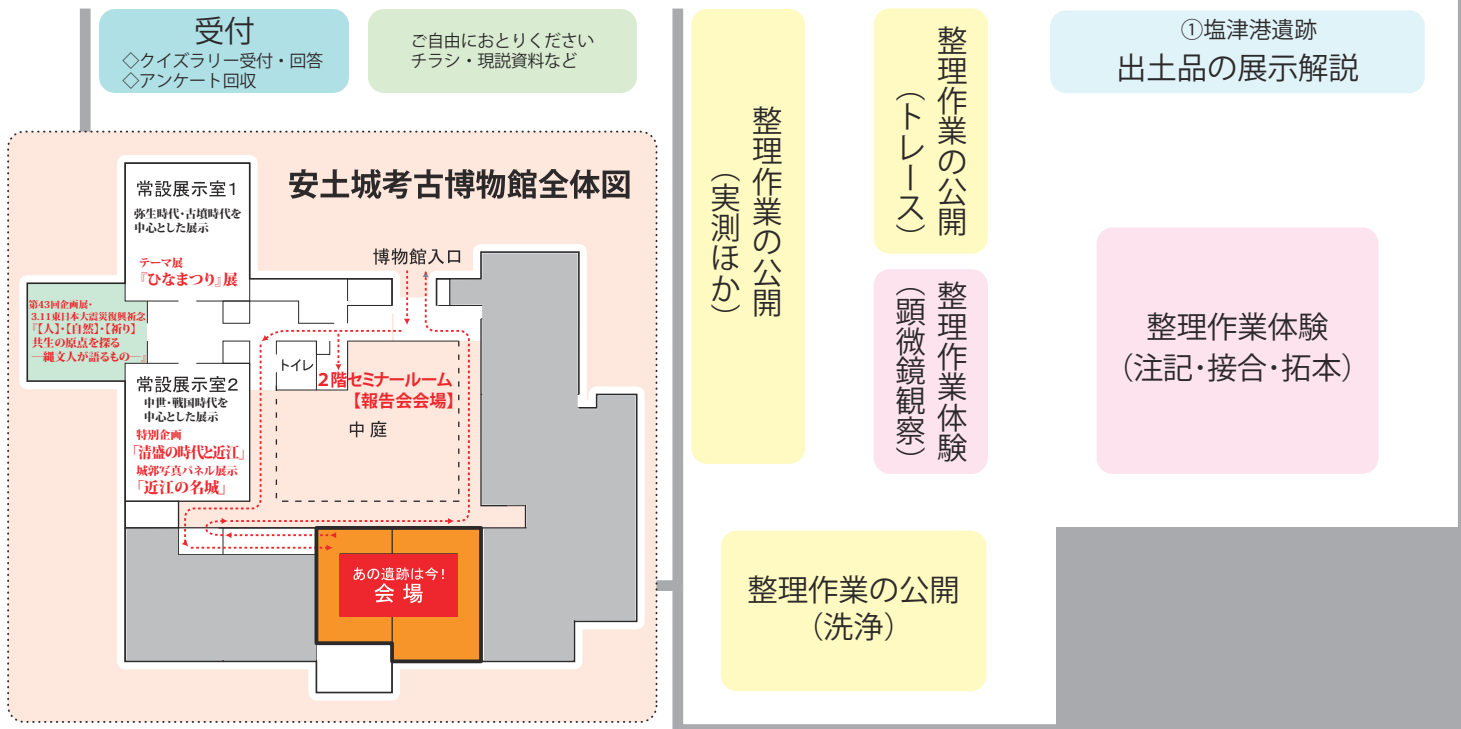 受付
◇クイズラリー受付・回答
◇アンケート回収
ご自由におとりください
チラシ・現説資料など
安土城考古博物館全体図
常設展示室1
弥生時代・古墳時代を
中心とした展示
テーマ展
『ひなまつり』展
博物館入口
第43回企画展・
3.11東日本大震災復興祈念
『【人】・【自然】・【祈り】
共生の原点を探る
―縄文人が語るもの―』
トイレ
2階セミナールーム
【報告会会場】
中庭
常設展示室2
中世・戦国時代を
中心とした展示
特別企画
「清盛の時代と近江」
城郭写真パネル展示
「近江の名城」
あの遺跡は今!
会場
整理作業の公開
（実測ほか）
整理作業の公開
（トレース）
整理作業体験
（顕微鏡観察）
①塩津港遺跡
出土品の展示解説
整理作業体験
（注記・接合・拓本）
整理作業の公開
（洗浄）